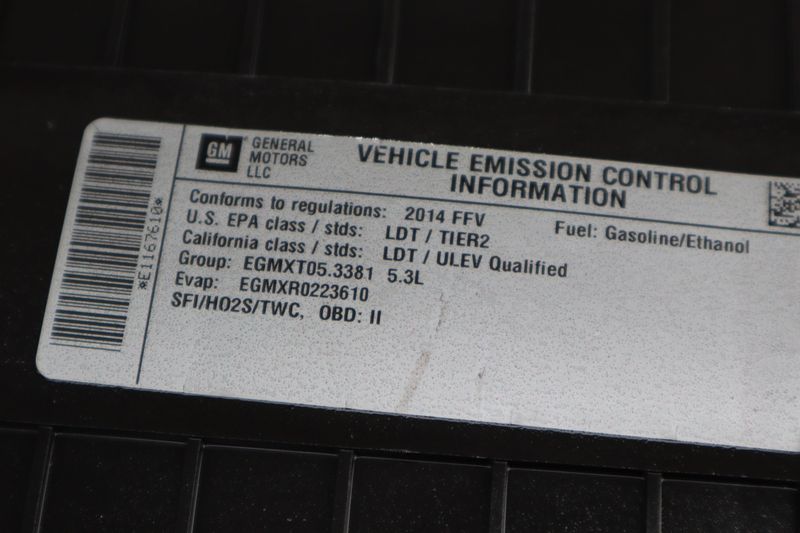 *E1167610*
GM
GENERAL
MOTORS
LLC
VEHICLE EMISSION CONTROL
INFORMATION
Conforms to regulations: 2014 FFV
Fuel: Gasoline/Ethanol
U.S. EPA class / stds: LDT / TIER2
California class / stds: LDT / ULEV Qualified
Group: EGMXT05.3381 5.3L
Evap: EGMXR0223610
SFI/HO2S/TWC, OBD: II